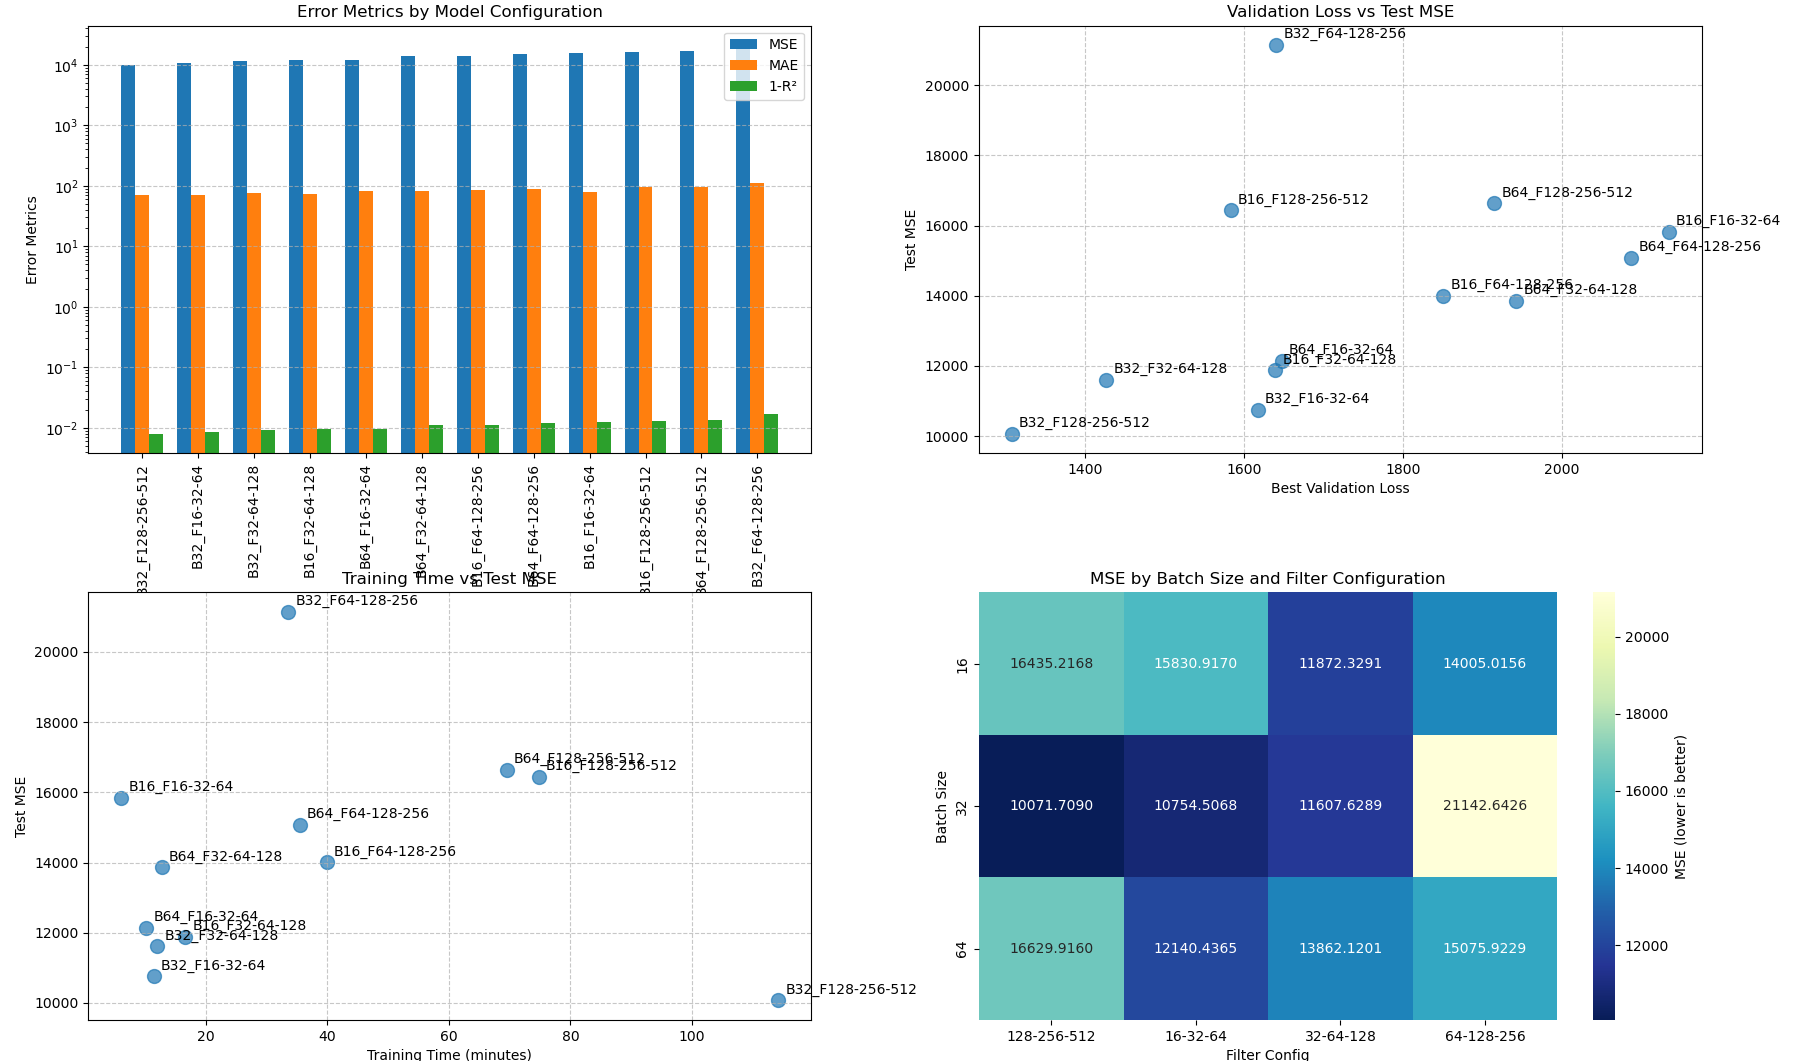 Error Metrics by Model Configuration
Error Metrics
10⁴
10³
10²
10¹
10⁰
10⁻¹
10⁻²
MSE
MAE
1-R²
B32_F128-256-512
B32_F16-32-64
B32_F32-64-128
B16_F32-64-128
B64_F16-32-64
B64_F32-64-128
B16_F64-128-256
B64_F64-128-256
B16_F16-32-64
B16_F128-256-512
B64_F128-256-512
B32_F64-128-256
Validation Loss vs Test MSE
Test MSE
20000
18000
16000
14000
12000
10000
B32_F64-128-256
B64_F128-256-512
B16_F128-256-512
B16_F16-32-64
B64_F64-128-256
B16_F64-128-256
B64_F32-64-128
B64_F16-32-64
B16_F32-64-128
B32_F32-64-128
B32_F16-32-64
B32_F128-256-512
1400 1600 1800 2000
Best Validation Loss
Training Time vs Test MSE
Test MSE
20000
18000
16000
14000
12000
10000
B32_F64-128-256
B64_F128-256-512
B16_F128-256-512
B16_F16-32-64
B64_F64-128-256
B16_F64-128-256
B64_F32-64-128
B64_F16-32-64
B16_F32-64-128
B32_F32-64-128
B32_F16-32-64
B32_F128-256-512
20 40 60 80 100
Training Time (minutes)
MSE by Batch Size and Filter Configuration
Batch Size
16 16435.2168 15830.9170 11872.3291 14005.0156
32 10071.7090 10754.5068 11607.6289 21142.6426
64 16629.9160 12140.4365 13862.1201 15075.9229
128-256-512 16-32-64 32-64-128 64-128-256
Filter Config
20000
18000
16000
14000
12000
MSE (lower is better)